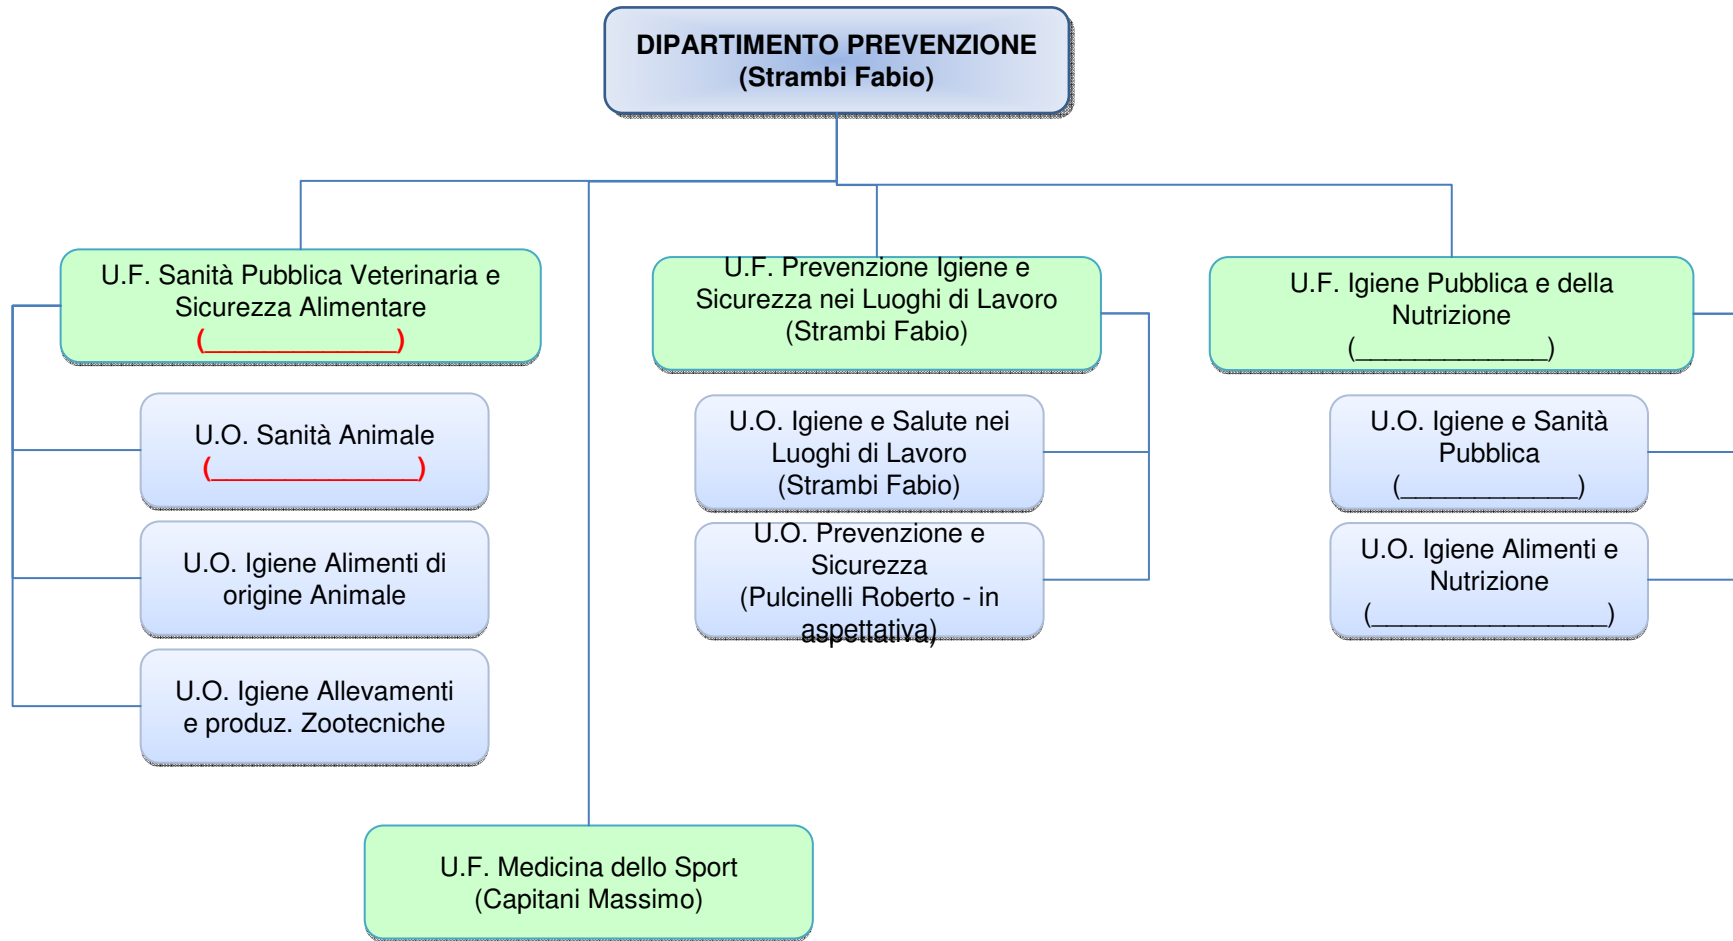 DIPARTIMENTO PREVENZIONE
(Strambi Fabio)
U.F. Sanità Pubblica Veterinaria e
Sicurezza Alimentare
(_____________)
U.O. Sanità Animale
(______________)
U.O. Igiene Alimenti di
origine Animale
U.O. Igiene Allevamenti
e produz. Zootecniche
U.F. Medicina dello Sport
(Capitani Massimo)
U.F. Prevenzione Igiene e
Sicurezza nei Luoghi di Lavoro
(Strambi Fabio)
U.O. Igiene e Salute nei
Luoghi di Lavoro
(Strambi Fabio)
U.O. Prevenzione e
Sicurezza
(Pulcinelli Roberto - in
aspettativa)
U.F. Igiene Pubblica e della
Nutrizione
(_____________)
U.O. Igiene e Sanità
Pubblica
(____________)
U.O. Igiene Alimenti e
Nutrizione
(________________)